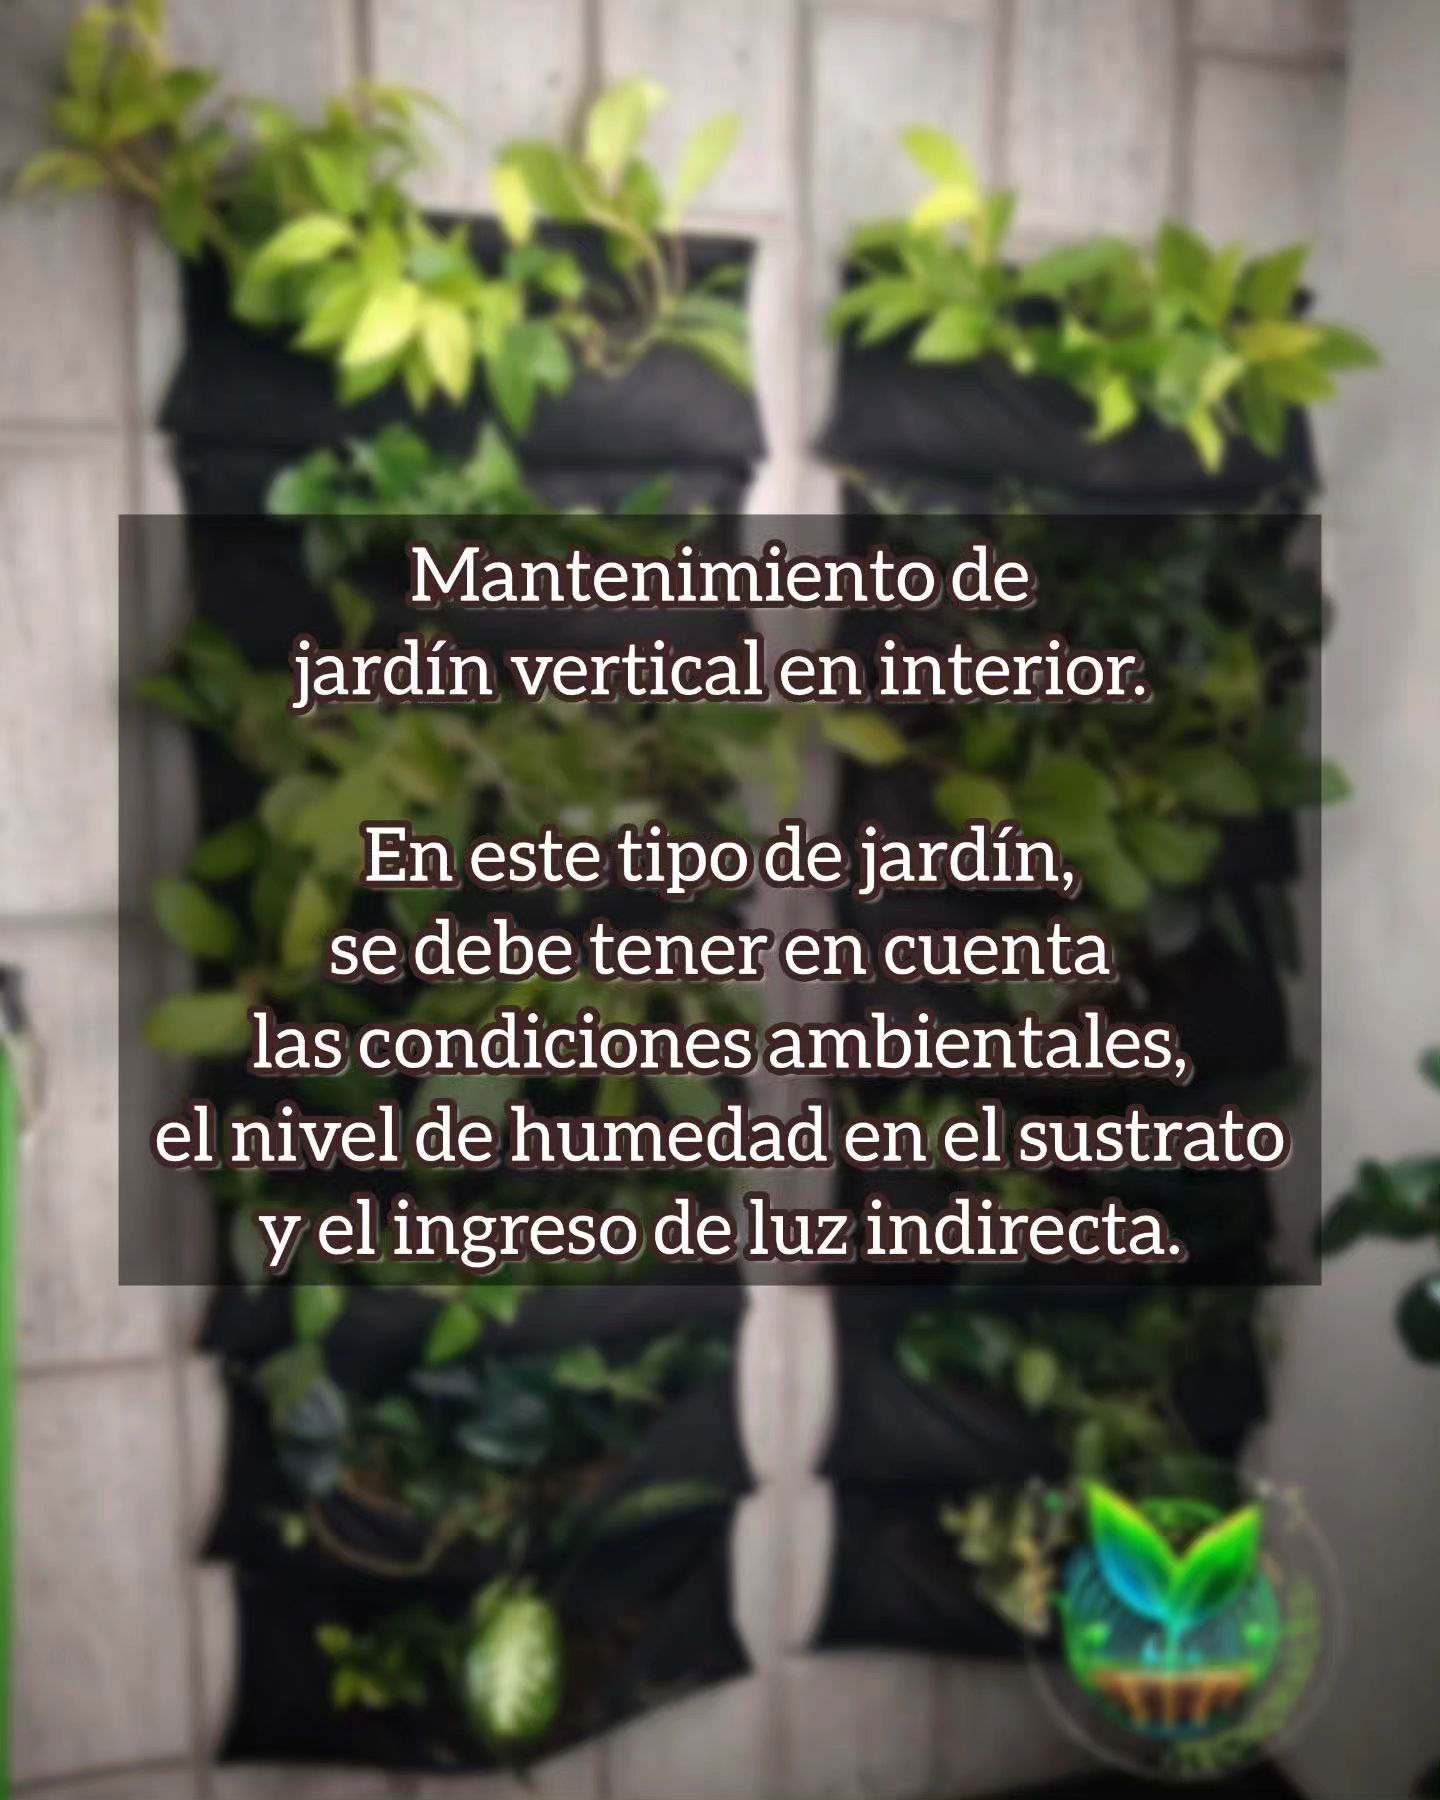 Mantenimiento de
jardín vertical en interior.
En este tipo de jardín,
se debe tener en cuenta
las condiciones ambientales,
el nivel de humedad en el sustrato
y el ingreso de luz indirecta.